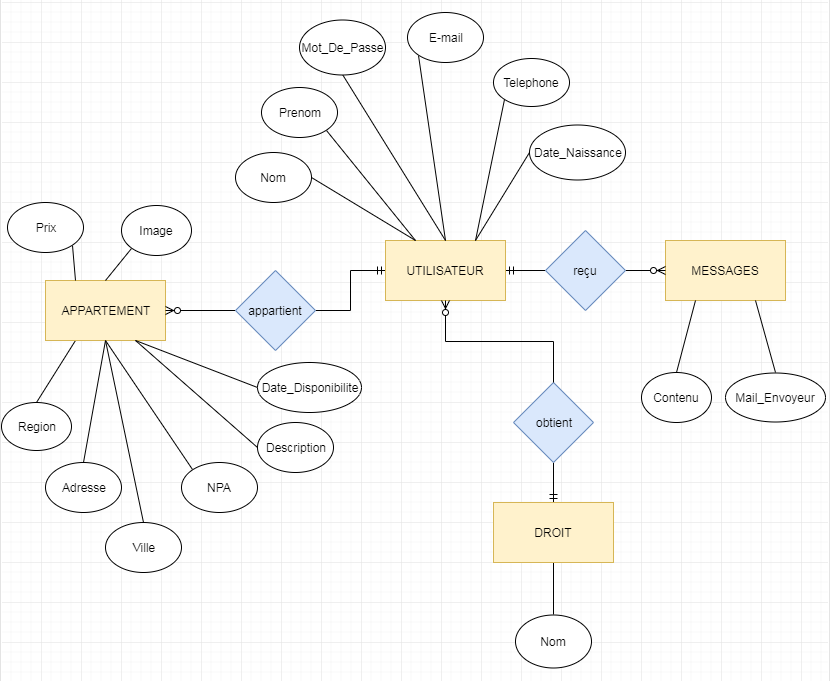 E-mail
Mot_De_Passe
Telephone
Prenom
Date_Naissance
Nom
Prix
Image
UTILISATEUR
reçu
MESSAGES
APPARTEMENT
appartient
Date_Disponibilite
Contenu
Mail_Envoyeur
Region
obtient
Description
Adresse
NPA
DROIT
Ville
Nom